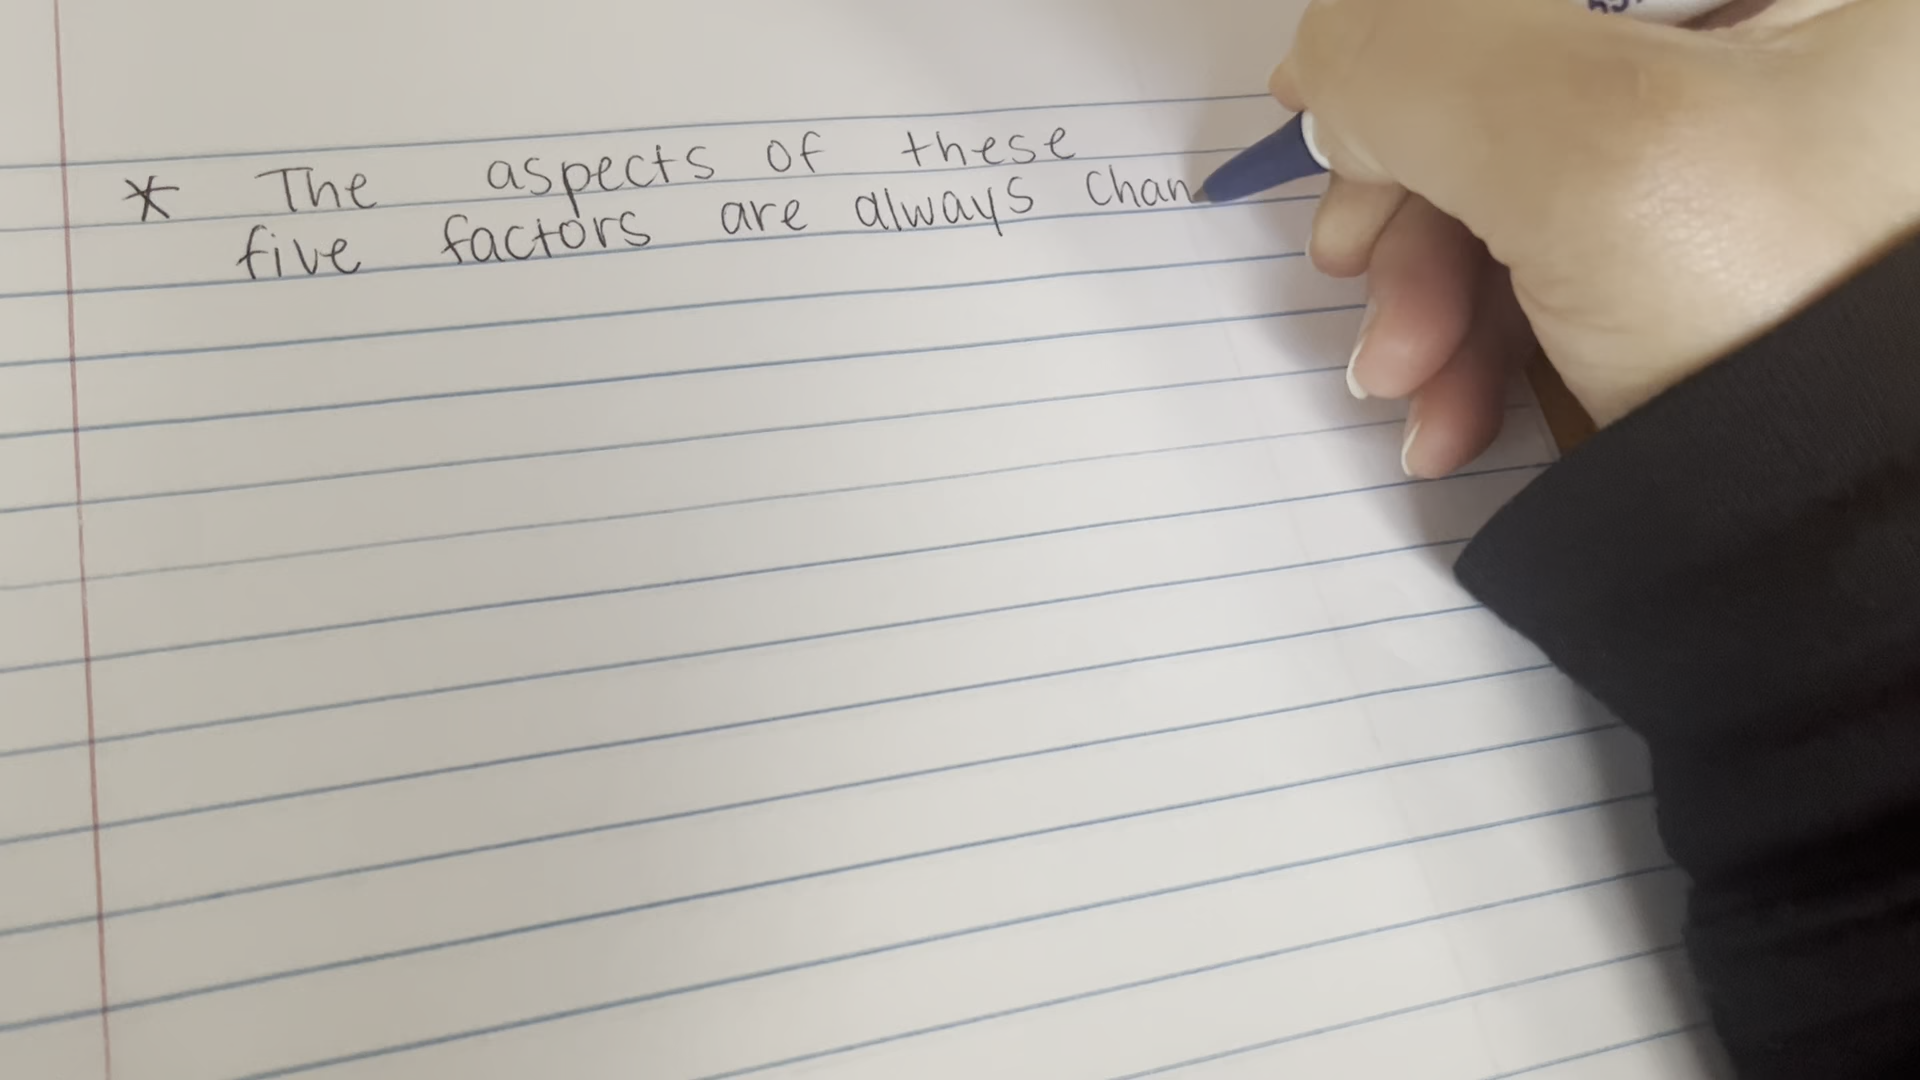 * The aspects of these
five factors are always chan